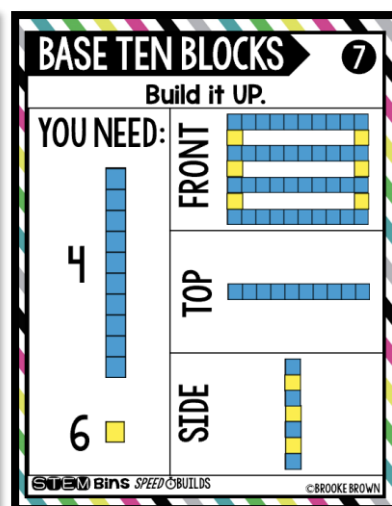 BASE TEN BLOCKS 7
Build it UP.
YOU NEED:
4
6
FRONT
TOP
SIDE
STEM Bins SPEED BUILDS
©BROOKE BROWN